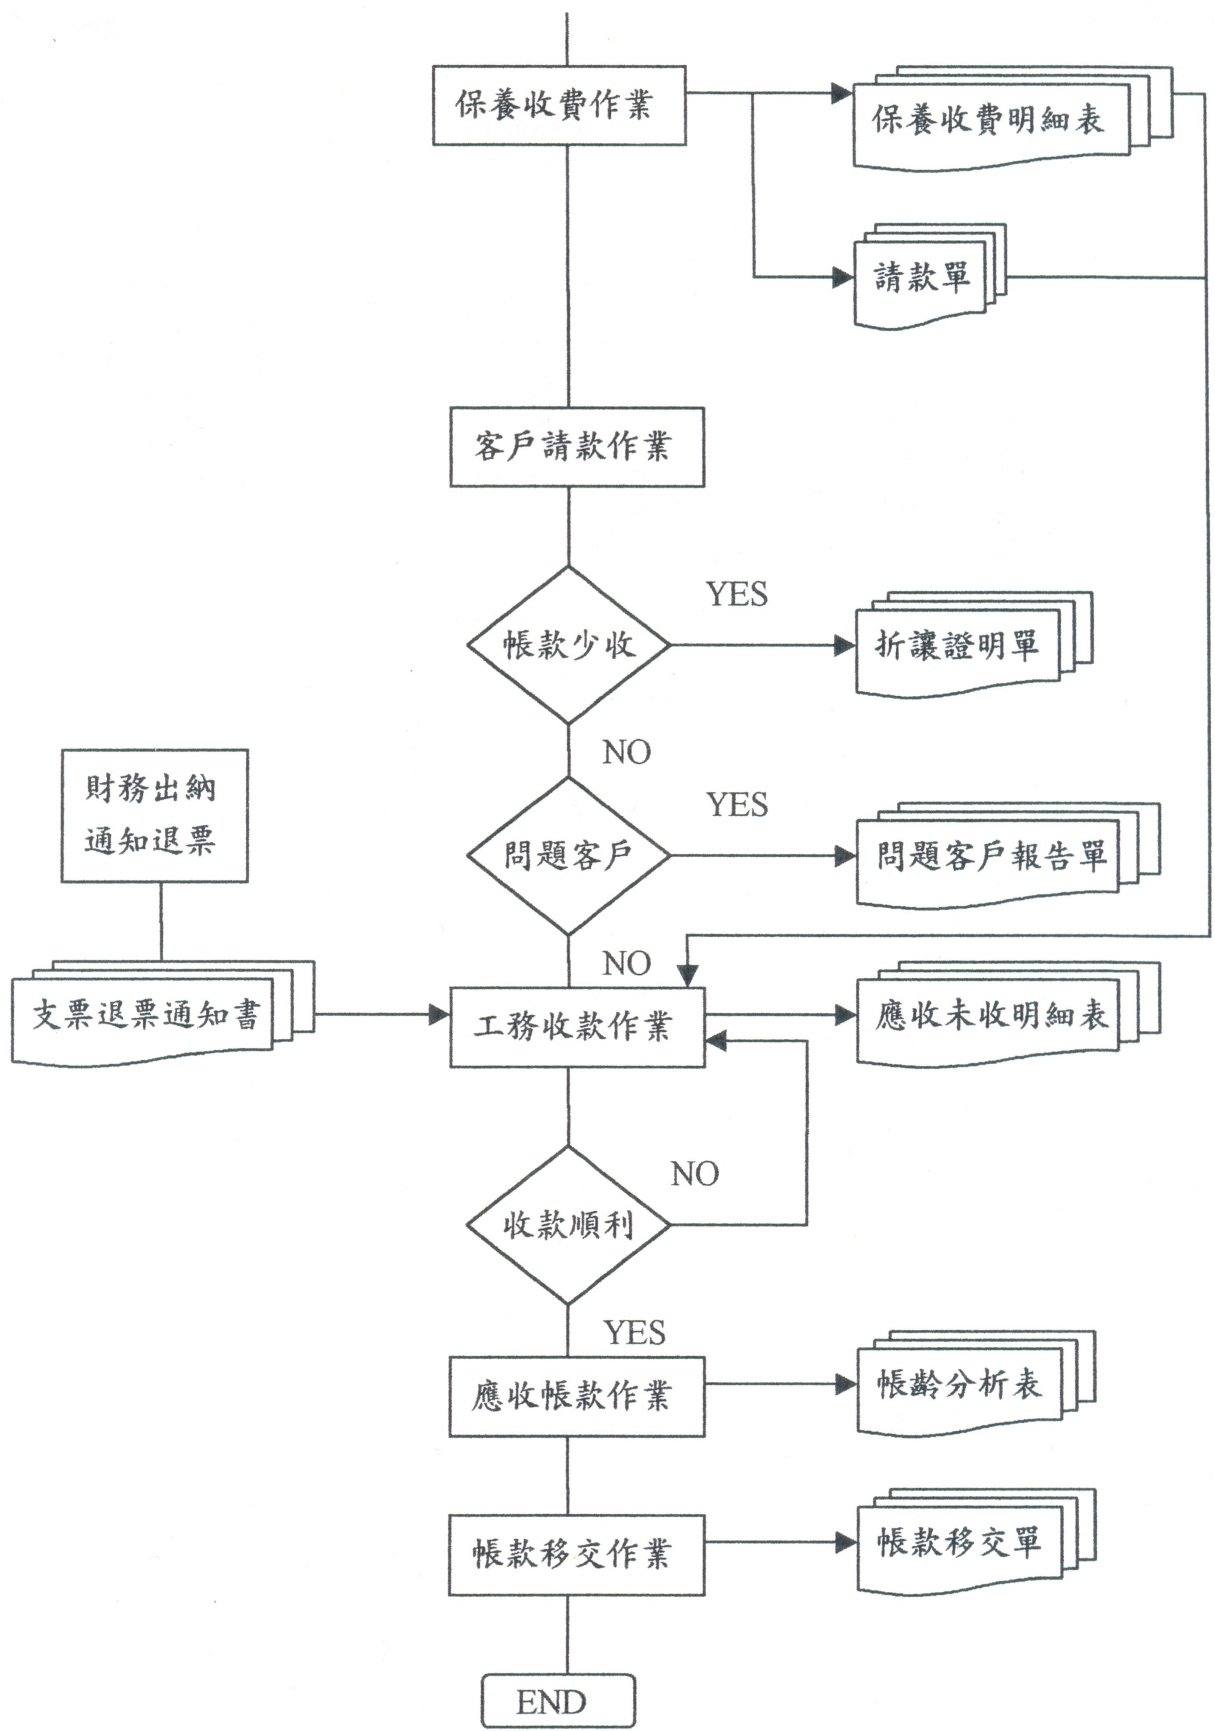 保養收費作業
保養收費明細表
請款單
客戶請款作業
YES
帳款少收
折讓證明單
NO
財務出納
通知退票
YES
問題客戶
問題客戶報告單
NO
支票退票通知書
工務收款作業
應收未收明細表
NO
收款順利
YES
應收帳款作業
帳齡分析表
帳款移交作業
帳款移交單
END